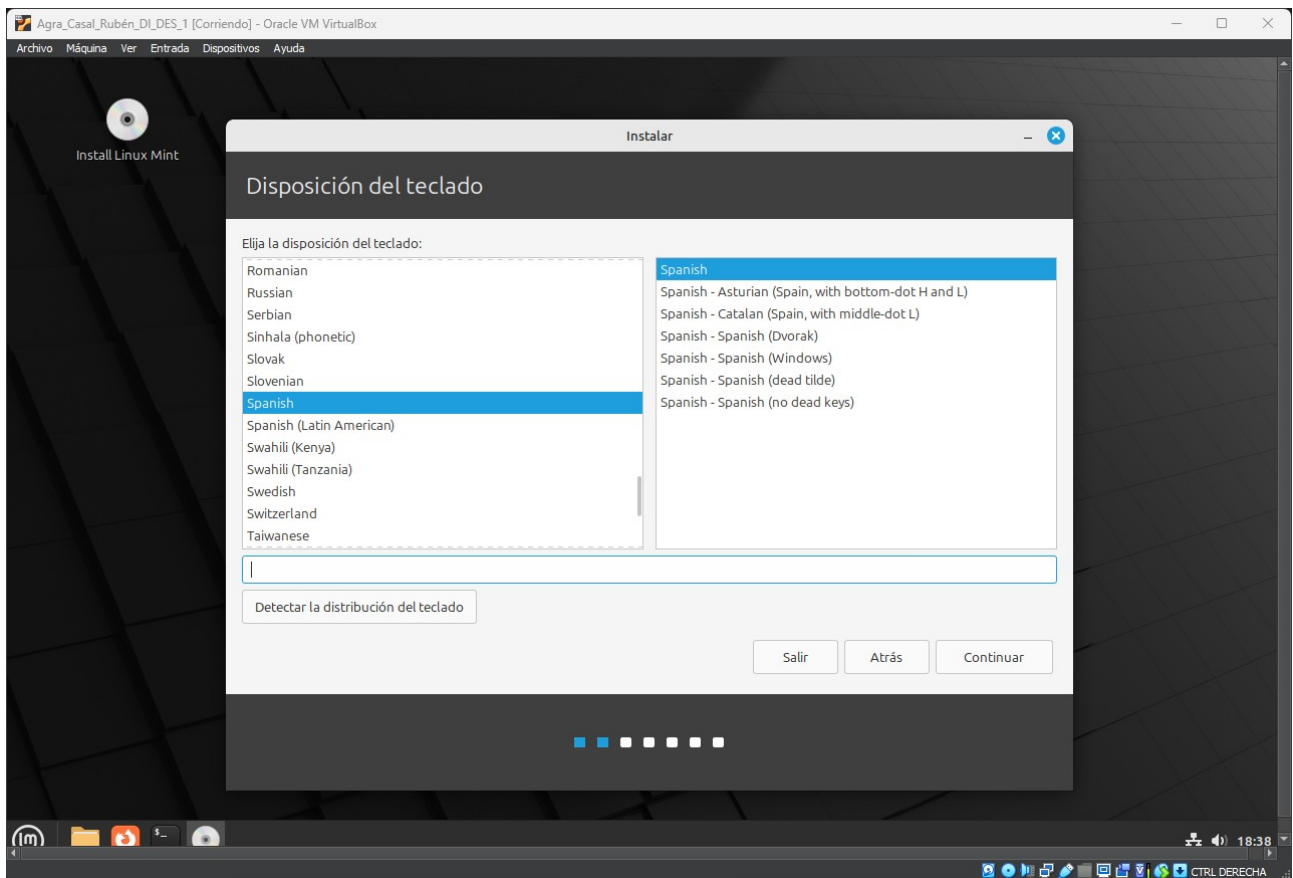 Agra_Casal_Rubén_DI_DES_1 [Corriendo] - Oracle VM VirtualBox
Archivo Máquina Ver Entrada Dispositivos Ayuda
Install Linux Mint
Instalar
Disposición del teclado
Elija la disposición del teclado:
Romanian
Russian
Serbian
Sinhala (phonetic)
Slovak
Slovenian
Spanish
Spanish (Latin American)
Swahili (Kenya)
Swahili (Tanzania)
Swedish
Switzerland
Taiwanese
Spanish
Spanish - Asturian (Spain, with bottom-dot H and L)
Spanish - Catalan (Spain, with middle-dot L)
Spanish - Spanish (Dvorak)
Spanish - Spanish (Windows)
Spanish - Spanish (dead tilde)
Spanish - Spanish (no dead keys)
Detectar la distribución del teclado
Salir Atrás Continuar
18:38
CTRL DERECHA